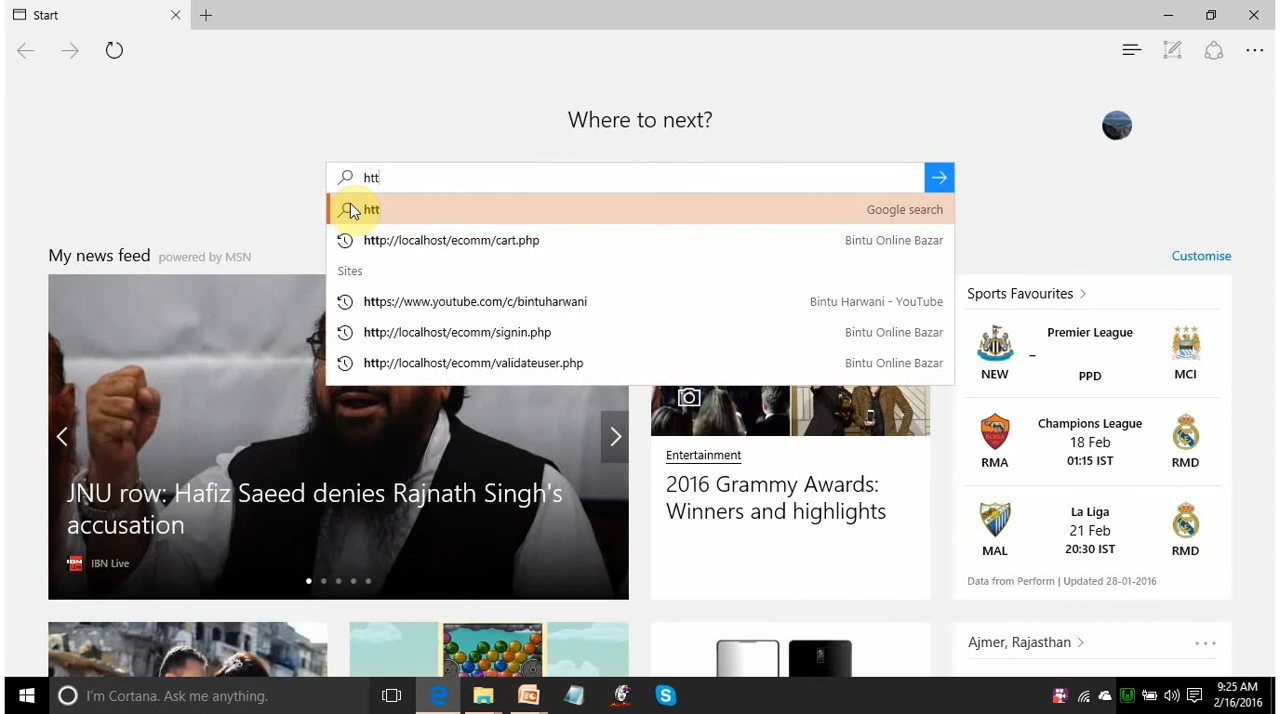 Start
Where to next?
htt
htt Google search
http://localhost/ecomm/cart.php Bintu Online Bazar
Sites
https://www.youtube.com/c/bintuharwani Bintu Harwani - YouTube
http://localhost/ecomm/signin.php Bintu Online Bazar
http://localhost/ecomm/validateuser.php Bintu Online Bazar
My news feed powered by MSN
Customise
JNU row: Hafiz Saeed denies Rajnath Singh's
accusation
IBN Live
Entertainment
2016 Grammy Awards:
Winners and highlights
Sports Favourites
Premier League
–
NEW PPD MCI
Champions League
18 Feb
RMA 01:15 IST RMD
La Liga
21 Feb
MAL 20:30 IST RMD
Data from Perform | Updated 28-01-2016
Ajmer, Rajasthan
I'm Cortana. Ask me anything.
9:25 AM
2/16/2016